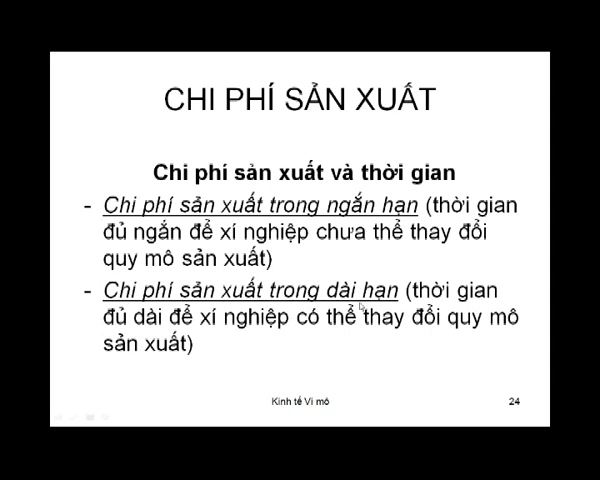 CHI PHÍ SẢN XUẤT
Chi phí sản xuất và thời gian
- Chi phí sản xuất trong ngắn hạn (thời gian
đủ ngắn để xí nghiệp chưa thể thay đổi
quy mô sản xuất)
- Chi phí sản xuất trong dài hạn (thời gian
đủ dài để xí nghiệp có thể thay đổi quy mô
sản xuất)
Kinh tế Vi mô
24